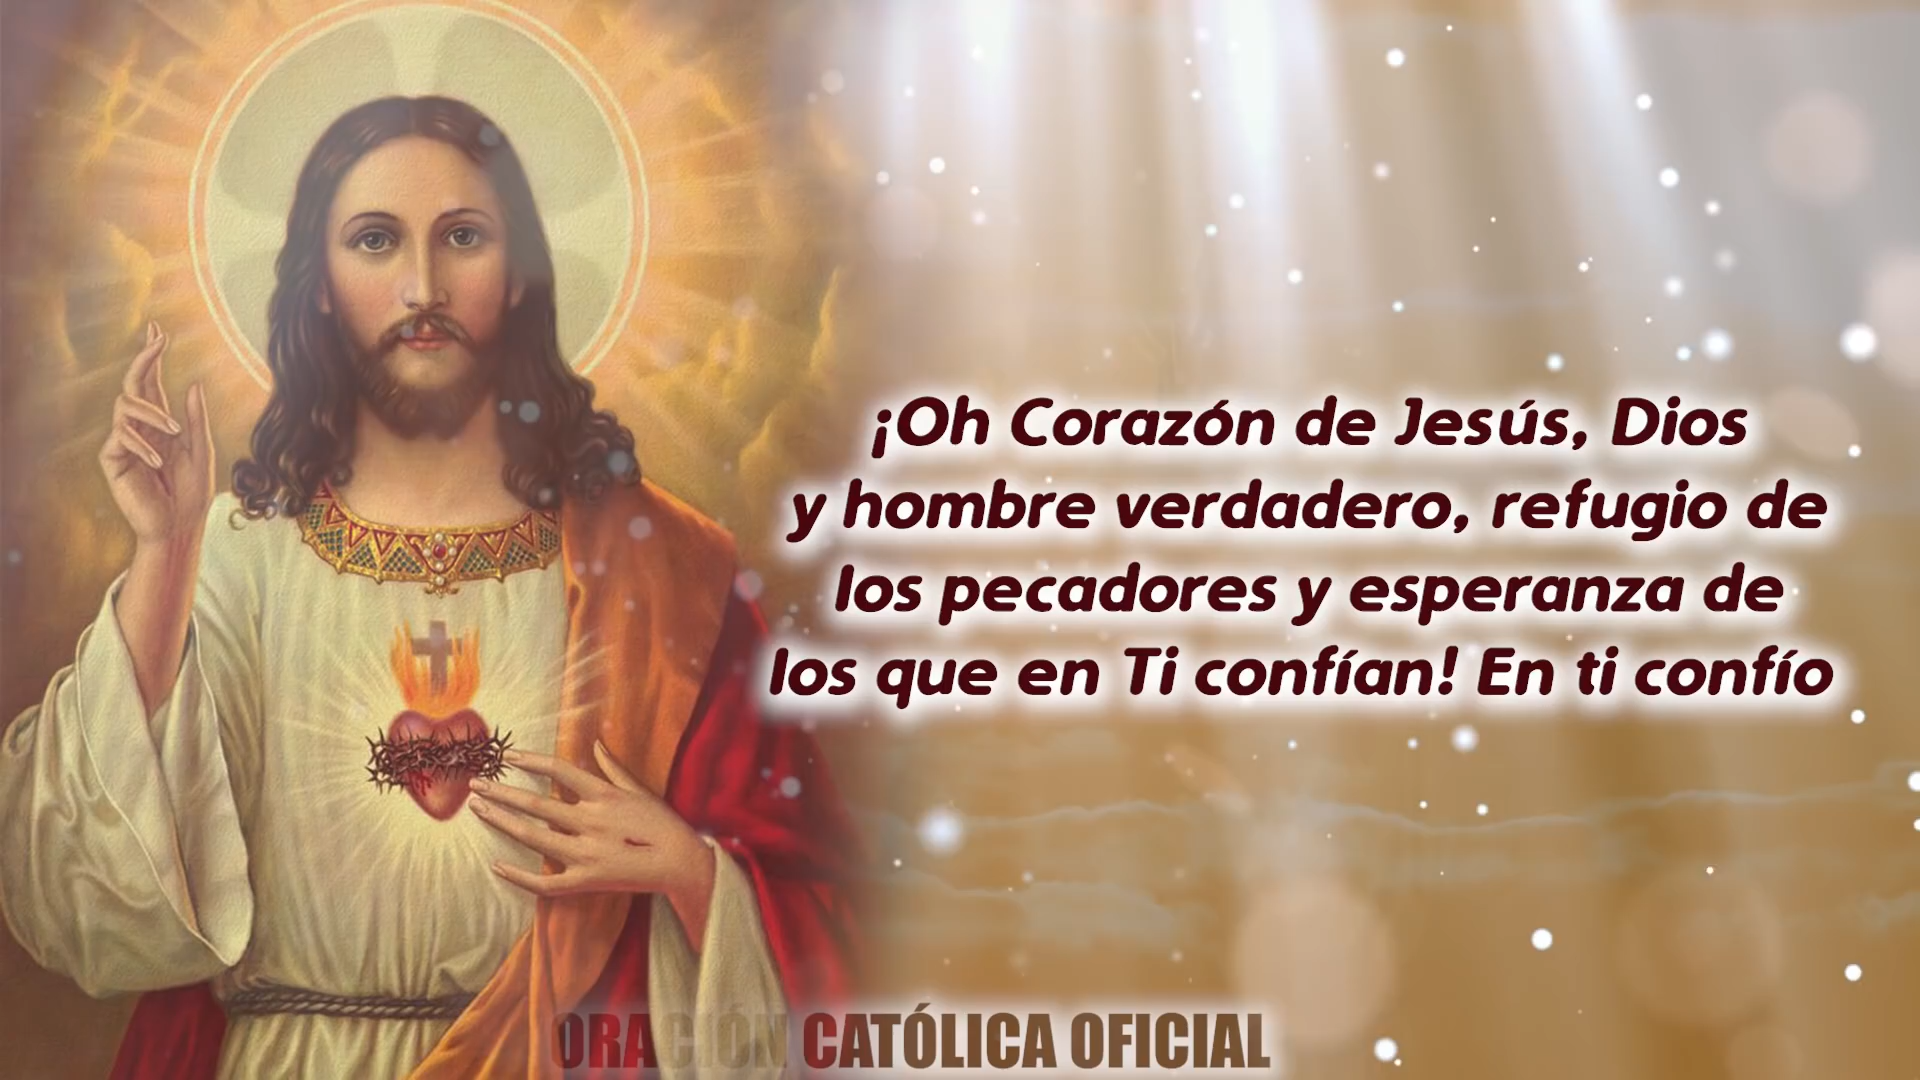 ¡Oh Corazón de Jesús, Dios
y hombre verdadero, refugio de
los pecadores y esperanza de
los que en Ti confían! En ti confío
ORACIÓN CATÓLICA OFICIAL